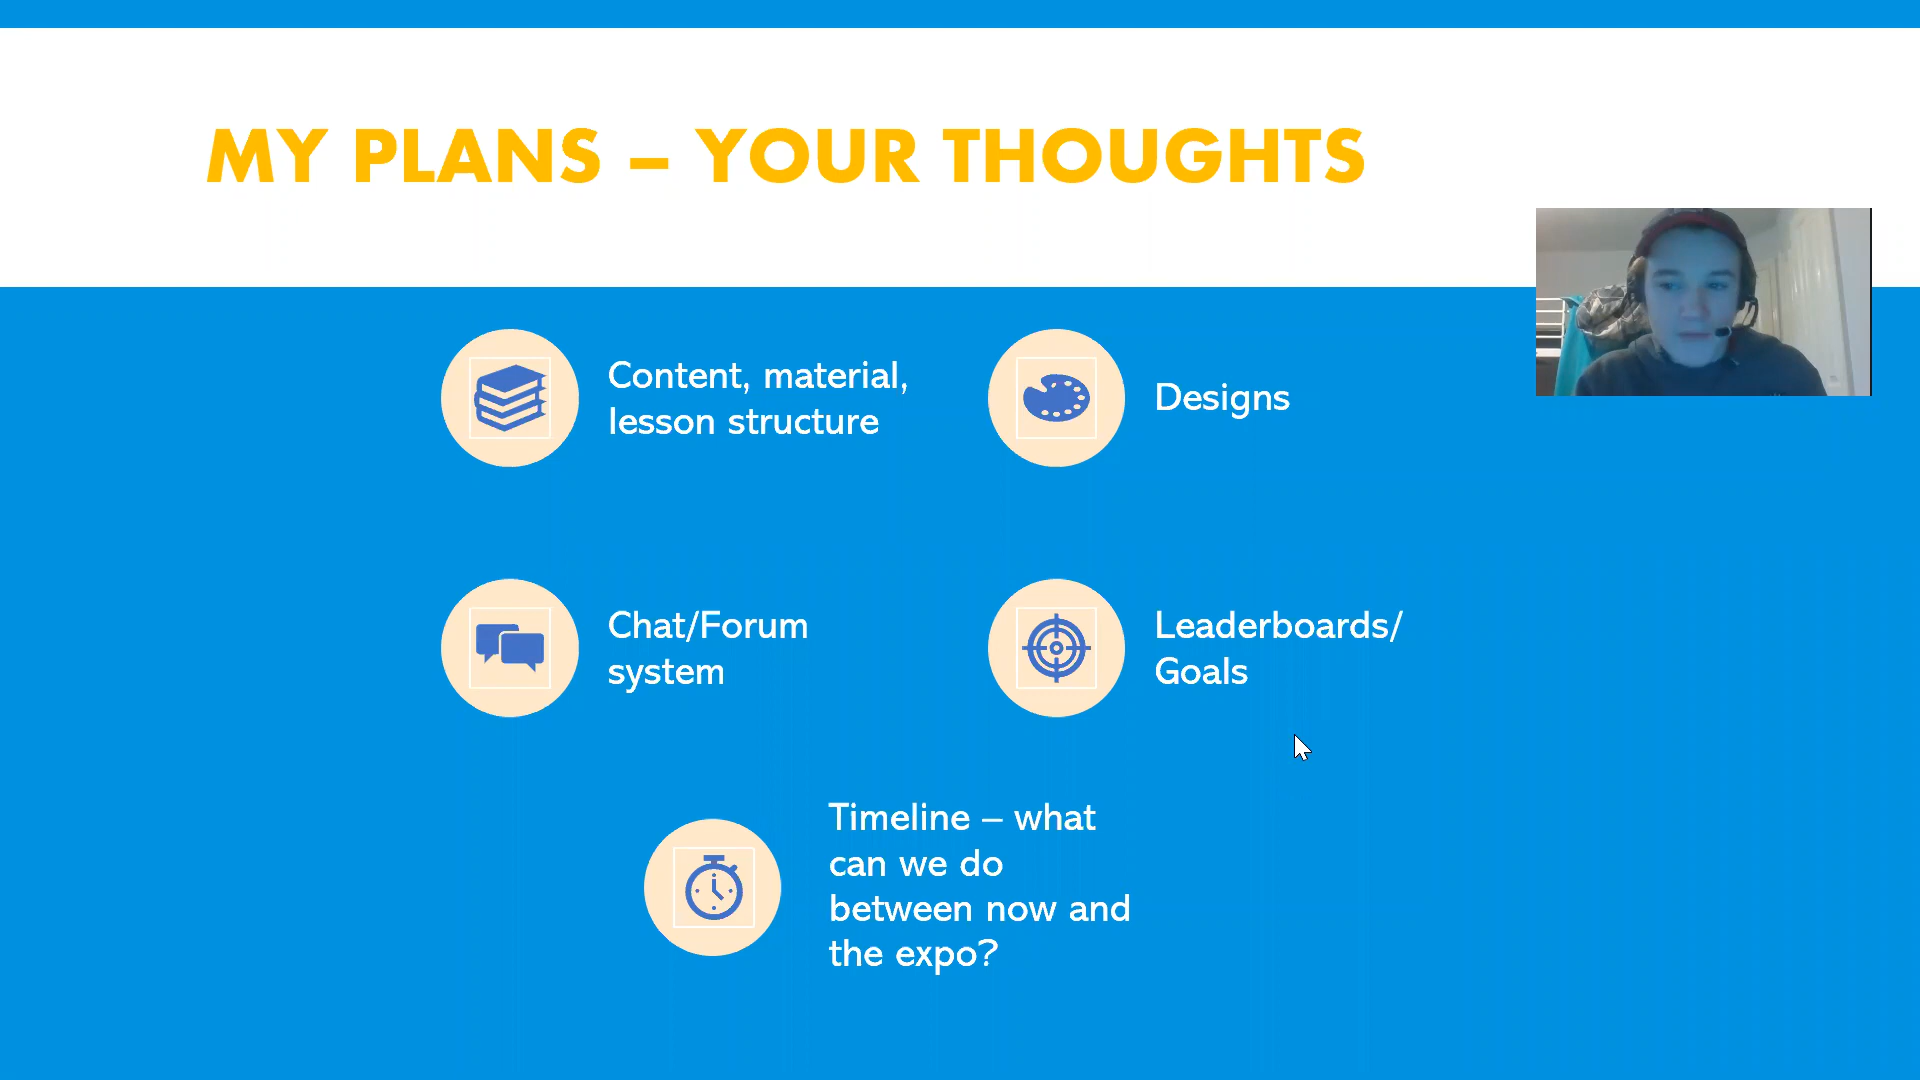 MY PLANS – YOUR THOUGHTS
Content, material,
lesson structure
Designs
Chat/Forum
system
Leaderboards/
Goals
Timeline – what
can we do
between now and
the expo?